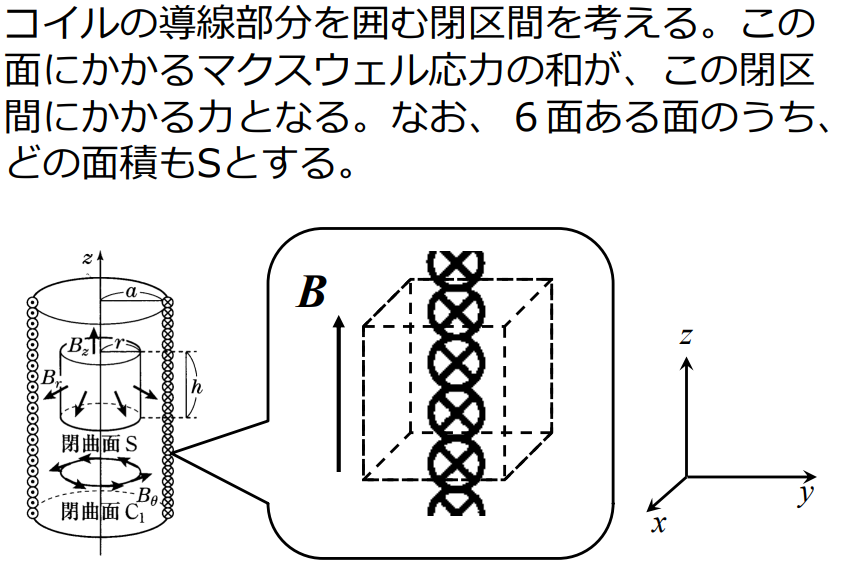 コイルの導線部分を囲む閉区間を考える。この
面にかかるマクスウェル応力の和が、この閉区
間にかかる力となる。なお、６面ある面のうち、
どの面積もSとする。
z
a
B_z
r
B_r
h
閉曲面 S
B_θ
閉曲面 C₁
B
z
y
x